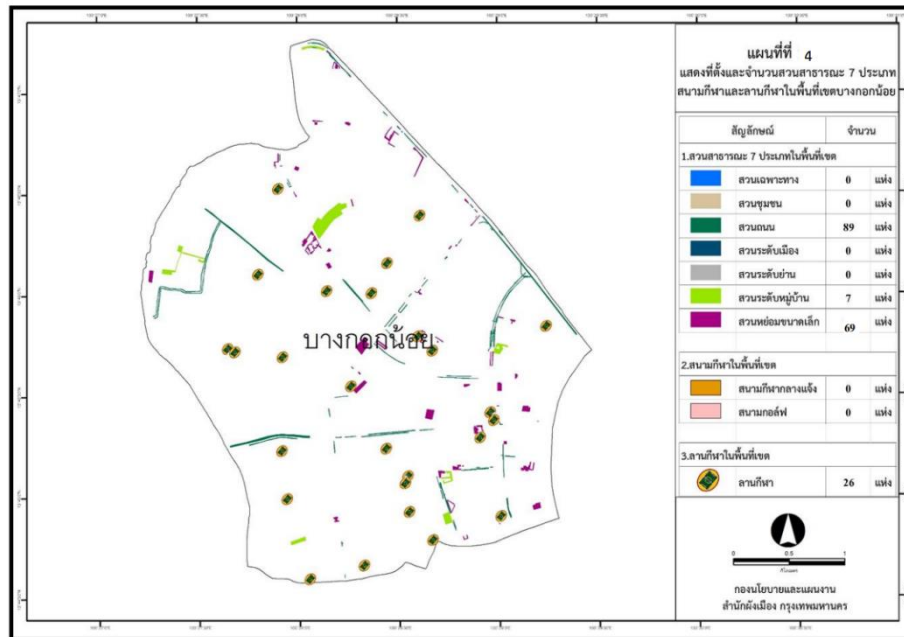 แผนที่ที่ 4
แสดงที่ตั้งและจำนวนสวนสาธารณะ 7 ประเภท
สนามกีฬาและลานกีฬาในพื้นที่เขตบางกอกน้อย
สัญลักษณ์ จำนวน
1.สวนสาธารณะ 7 ประเภทในพื้นที่เขต
สวนเฉพาะทาง 0 แห่ง
สวนชุมชน 0 แห่ง
สวนถนน 89 แห่ง
สวนระดับเมือง 0 แห่ง
สวนระดับย่าน 0 แห่ง
สวนระดับหมู่บ้าน 7 แห่ง
สวนหย่อมขนาดเล็ก 69 แห่ง
2.สนามกีฬาในพื้นที่เขต
สนามกีฬากลางแจ้ง 0 แห่ง
สนามกอล์ฟ 0 แห่ง
3.ลานกีฬาในพื้นที่เขต
ลานกีฬา 26 แห่ง
0 0.5 1
กองนโยบายและแผนงาน
สำนักผังเมือง กรุงเทพมหานคร
บางกอกน้อย